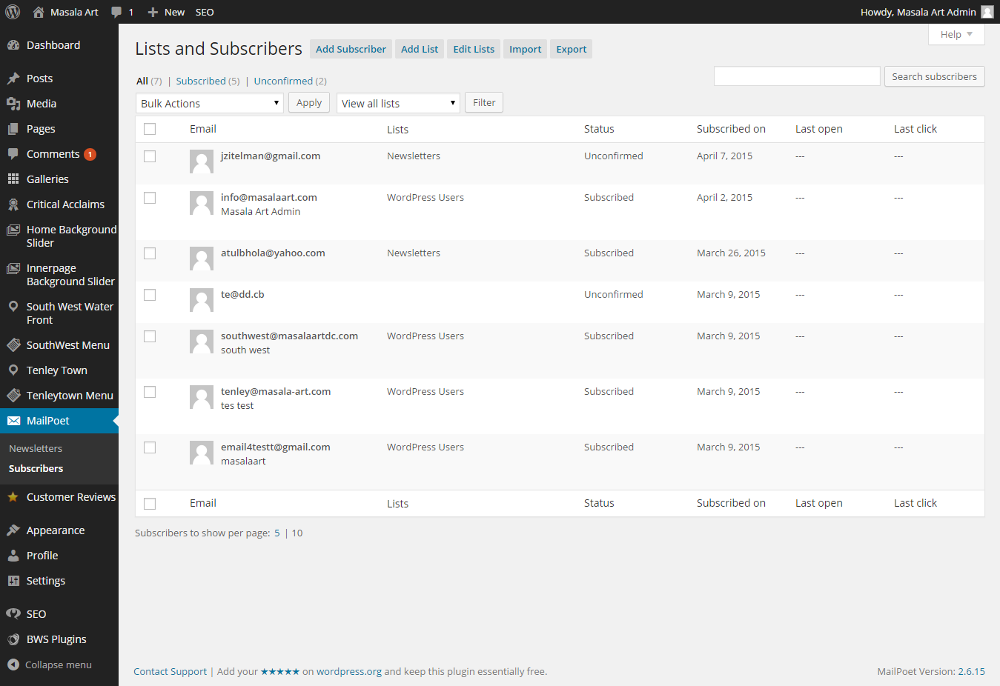 Masala Art 1 New SEO Howdy, Masala Art Admin
Help
Dashboard
Posts
Media
Pages
Comments 1
Galleries
Critical Acclaims
Home Background
Slider
Innerpage
Background Slider
South West Water
Front
SouthWest Menu
Tenley Town
Tenleytown Menu
MailPoet
Newsletters
Subscribers
Customer Reviews
Appearance
Profile
Settings
SEO
BWS Plugins
Collapse menu
Lists and Subscribers Add Subscriber Add List Edit Lists Import Export
All (7) | Subscribed (5) | Unconfirmed (2)
Search subscribers
Bulk Actions Apply View all lists Filter
Email Lists Status Subscribed on Last open Last click
jzitelman@gmail.com Newsletters Unconfirmed April 7, 2015 --- ---
info@masalaart.com WordPress Users Subscribed April 2, 2015 --- ---
Masala Art Admin
atulbhola@yahoo.com Newsletters Subscribed March 26, 2015 --- ---
te@dd.cb Unconfirmed March 9, 2015 --- ---
southwest@masalaartdc.com WordPress Users Subscribed March 9, 2015 --- ---
south west
tenley@masala-art.com WordPress Users Subscribed March 9, 2015 --- ---
tes test
email4testt@gmail.com WordPress Users Subscribed March 9, 2015 --- ---
masalaart
Email Lists Status Subscribed on Last open Last click
Subscribers to show per page: 5 | 10
Contact Support | Add your ★★★★★ on wordpress.org and keep this plugin essentially free.
MailPoet Version: 2.6.15